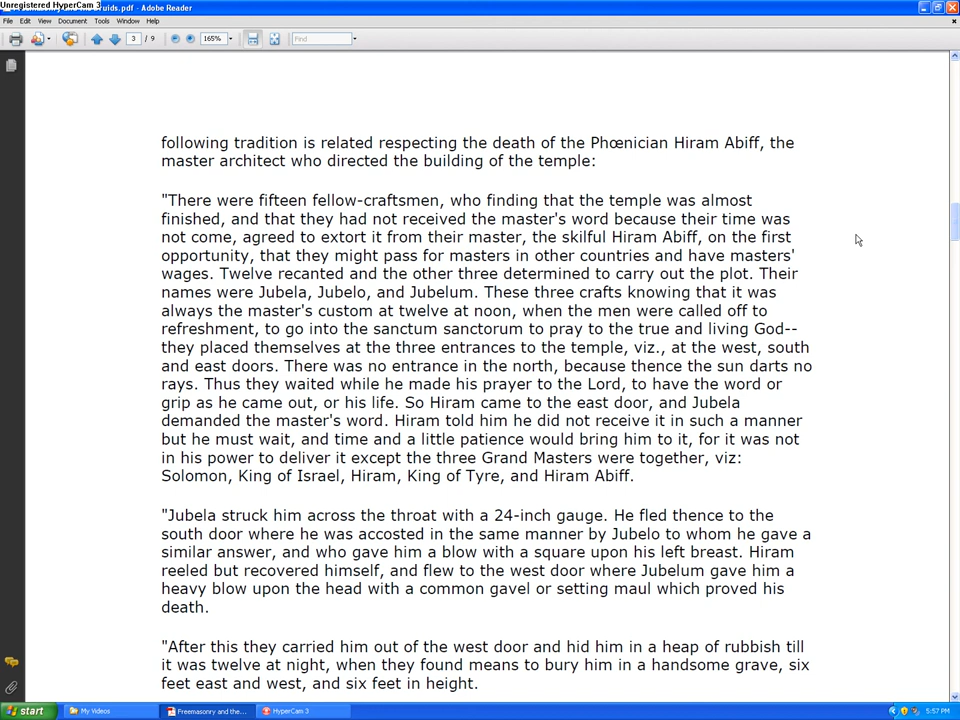 Unregistered HyperCam 3
uids.pdf - Adobe Reader
File Edit View Document Tools Window Help
3 / 9 165% Find
following tradition is related respecting the death of the Phœnician Hiram Abiff, the
master architect who directed the building of the temple:
"There were fifteen fellow-craftsmen, who finding that the temple was almost
finished, and that they had not received the master's word because their time was
not come, agreed to extort it from their master, the skilful Hiram Abiff, on the first
opportunity, that they might pass for masters in other countries and have masters'
wages. Twelve recanted and the other three determined to carry out the plot. Their
names were Jubela, Jubelo, and Jubelum. These three crafts knowing that it was
always the master's custom at twelve at noon, when the men were called off to
refreshment, to go into the sanctum sanctorum to pray to the true and living God--
they placed themselves at the three entrances to the temple, viz., at the west, south
and east doors. There was no entrance in the north, because thence the sun darts no
rays. Thus they waited while he made his prayer to the Lord, to have the word or
grip as he came out, or his life. So Hiram came to the east door, and Jubela
demanded the master's word. Hiram told him he did not receive it in such a manner
but he must wait, and time and a little patience would bring him to it, for it was not
in his power to deliver it except the three Grand Masters were together, viz:
Solomon, King of Israel, Hiram, King of Tyre, and Hiram Abiff.
"Jubela struck him across the throat with a 24-inch gauge. He fled thence to the
south door where he was accosted in the same manner by Jubelo to whom he gave a
similar answer, and who gave him a blow with a square upon his left breast. Hiram
reeled but recovered himself, and flew to the west door where Jubelum gave him a
heavy blow upon the head with a common gavel or setting maul which proved his
death.
"After this they carried him out of the west door and hid him in a heap of rubbish till
it was twelve at night, when they found means to bury him in a handsome grave, six
feet east and west, and six feet in height.
start My Videos Freemasonry and the... HyperCam 3 5:57 PM